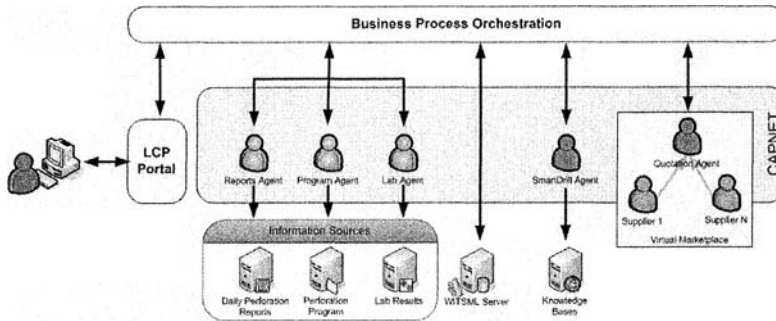 Business Process Orchestration
LCP
Portal
Reports Agent
Program Agent
Lab Agent
SmartDrill Agent
Quotation Agent
Supplier 1
Supplier N
Virtual Marketplace
CAPNET
Information Sources
Daily Perforation
Reports
Perforation
Program
Lab Results
WITSML Server
Knowledge
Bases